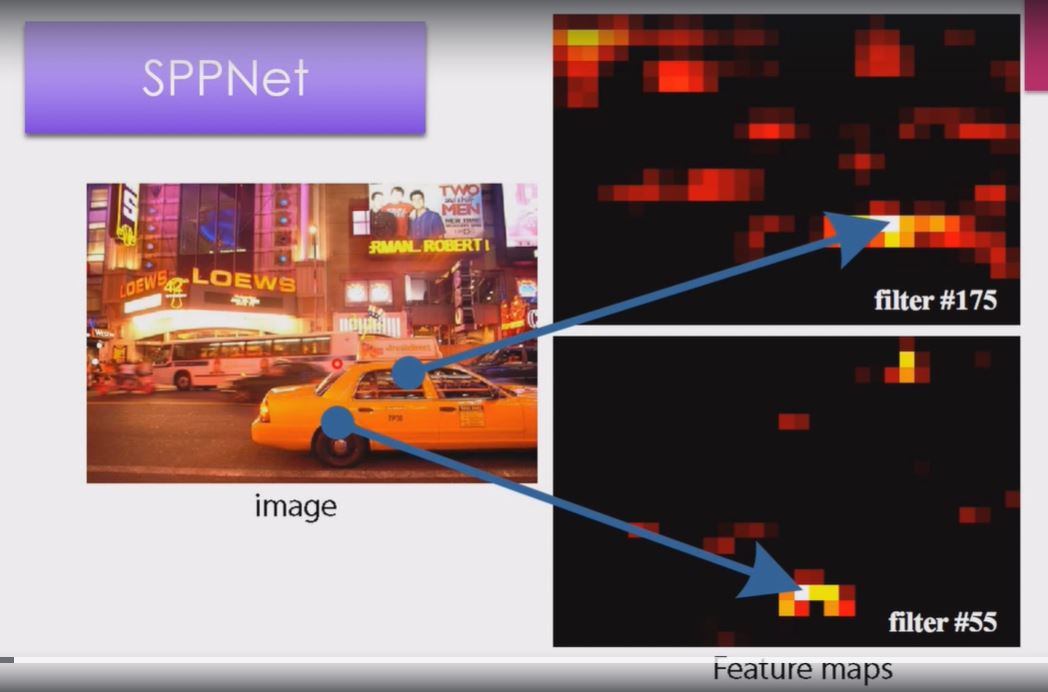 SPPNet
TWO
MEN
RMAN. ROBERT
LOEWS LOEWS
filter #175
image
filter #55
Feature maps